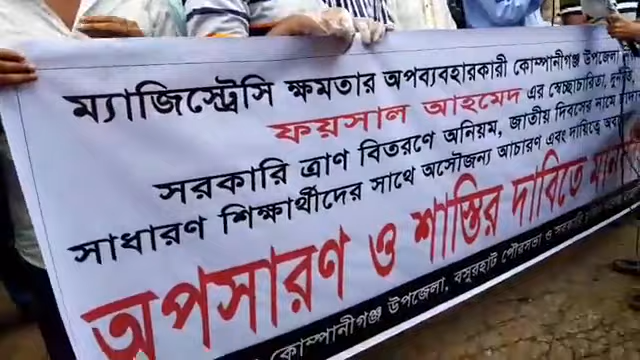 ম্যাজিস্ট্রেসি ক্ষমতার অপব্যবহারকারী কোম্পানীগঞ্জ উপজেলা
ফয়সাল আহমেদ এর স্বেচ্ছাচারিতা,
সরকারি ত্রাণ বিতরণে অনিয়ম, জাতীয় দিবসের নামে
সাধারণ শিক্ষার্থীদের সাথে অসৌজন্য আচারণ এবং দায়িত্বে
অপসারণ ও শাস্তির দাবিতে
কোম্পানীগঞ্জ উপজেলা, বসুরহাট পৌরসভা ও সরকারি